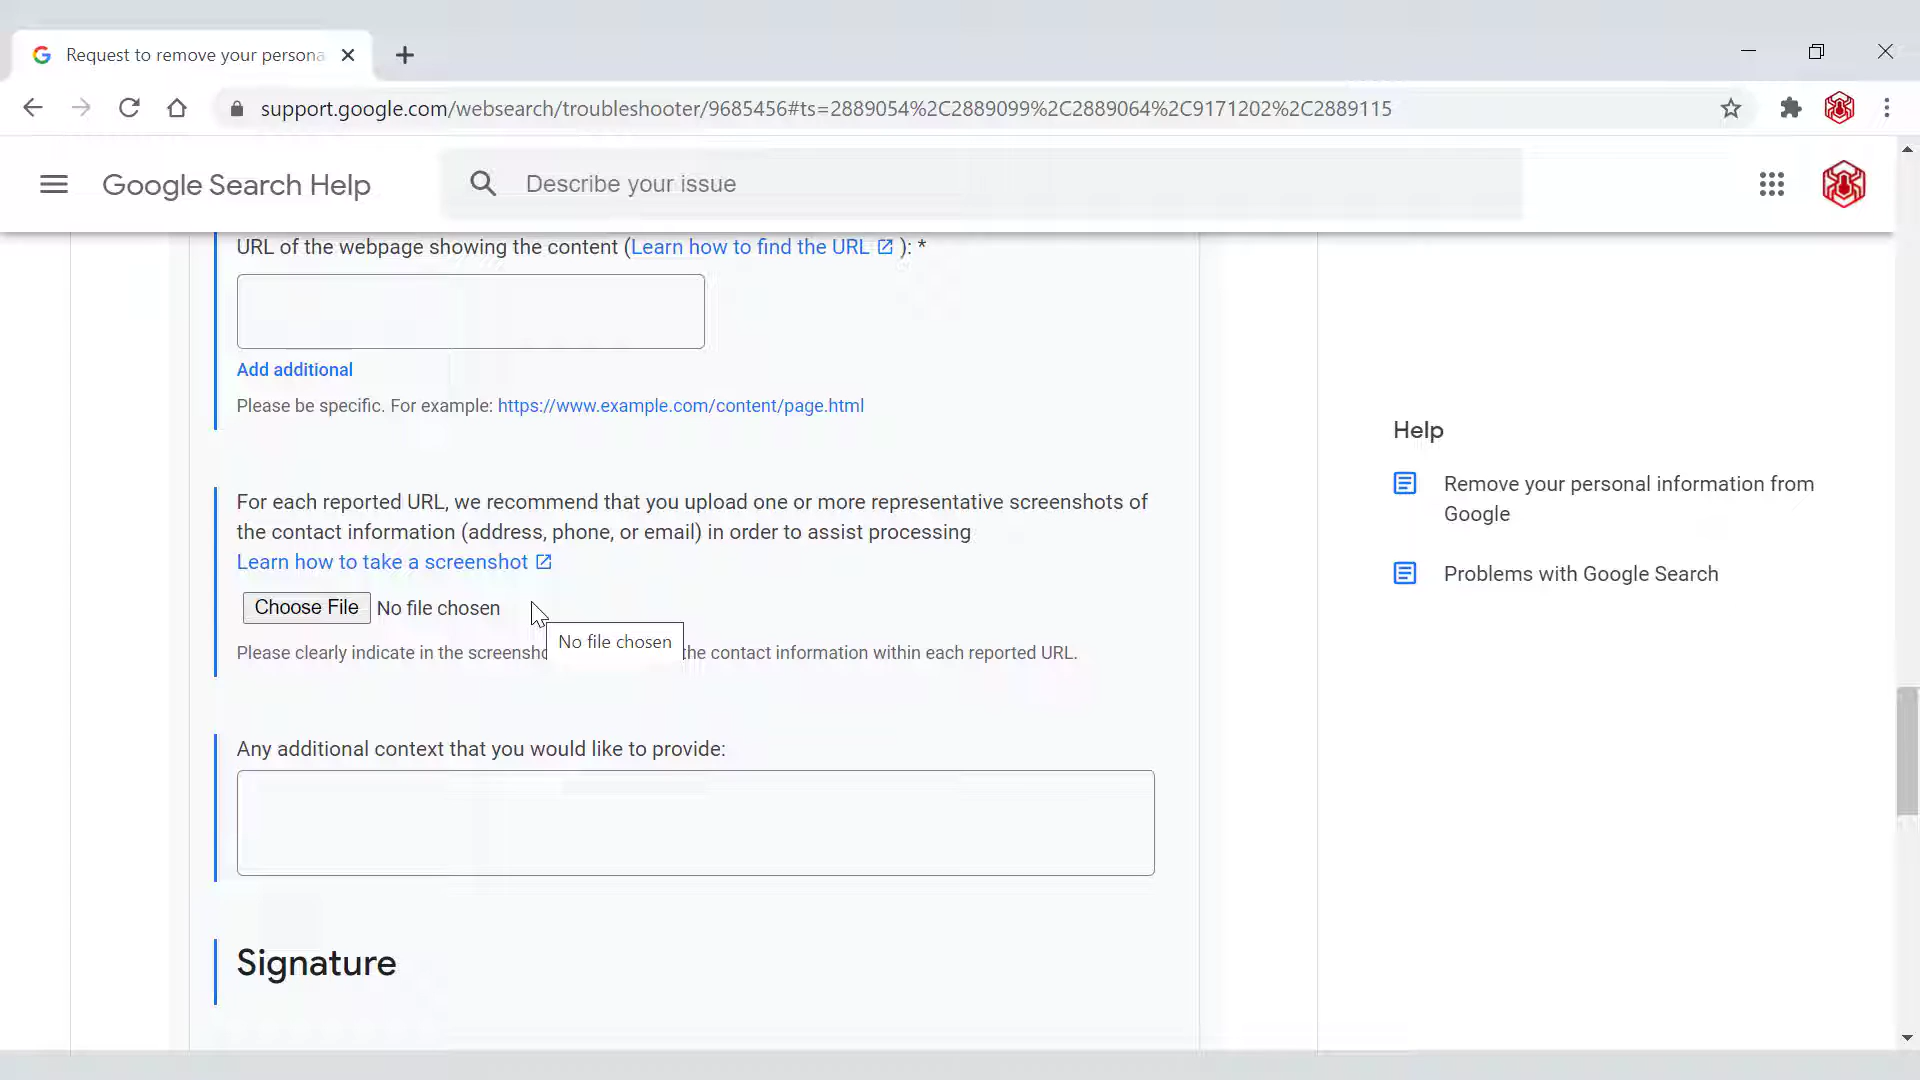 Request to remove your persona
support.google.com/websearch/troubleshooter/9685456#ts=2889054%2C2889099%2C2889064%2C9171202%2C2889115
Google Search Help
Describe your issue
URL of the webpage showing the content (Learn how to find the URL ): *
Add additional
Please be specific. For example: https://www.example.com/content/page.html
For each reported URL, we recommend that you upload one or more representative screenshots of
the contact information (address, phone, or email) in order to assist processing
Learn how to take a screenshot
Choose File No file chosen
No file chosen
Please clearly indicate in the screensho the contact information within each reported URL.
Any additional context that you would like to provide:
Signature
Help
Remove your personal information from
Google
Problems with Google Search